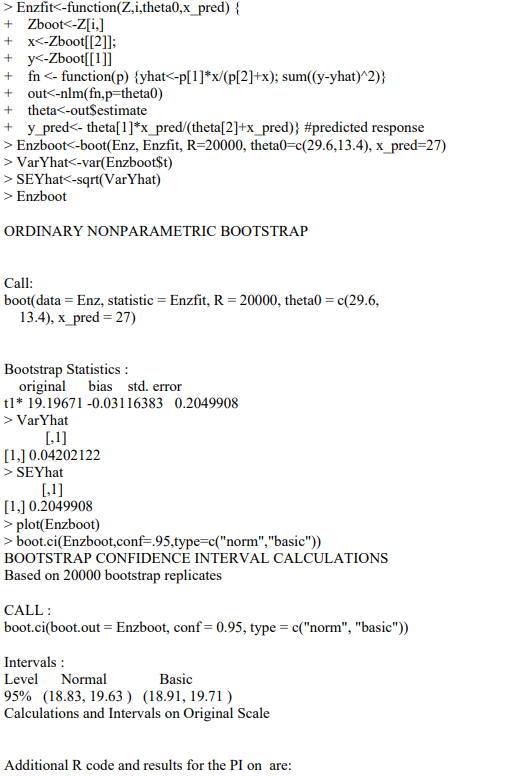 > Enzfit<-function(Z,i,theta0,x_pred) {
+ Zboot<-Z[i,]
+ x<-Zboot[[2]];
+ y<-Zboot[[1]]
+ fn <- function(p) {yhat<-p[1]*x/(p[2]+x); sum((y-yhat)^2)}
+ out<-nlm(fn,p=theta0)
+ theta<-out$estimate
+ y_pred<- theta[1]*x_pred/(theta[2]+x_pred)} #predicted response
> Enzboot<-boot(Enz, Enzfit, R=20000, theta0=c(29.6,13.4), x_pred=27)
> VarYhat<-var(Enzboot$t)
> SEYhat<-sqrt(VarYhat)
> Enzboot
ORDINARY NONPARAMETRIC BOOTSTRAP
Call:
boot(data = Enz, statistic = Enzfit, R = 20000, theta0 = c(29.6,
13.4), x_pred = 27)
Bootstrap Statistics :
original bias std. error
t1* 19.19671 -0.03116383 0.2049908
> VarYhat
[,1]
[1,] 0.04202122
> SEYhat
[,1]
[1,] 0.2049908
> plot(Enzboot)
> boot.ci(Enzboot,conf=.95,type=c("norm","basic"))
BOOTSTRAP CONFIDENCE INTERVAL CALCULATIONS
Based on 20000 bootstrap replicates
CALL :
boot.ci(boot.out = Enzboot, conf = 0.95, type = c("norm", "basic"))
Intervals :
Level Normal Basic
95% (18.83, 19.63 ) (18.91, 19.71 )
Calculations and Intervals on Original Scale
Additional R code and results for the PI on are: